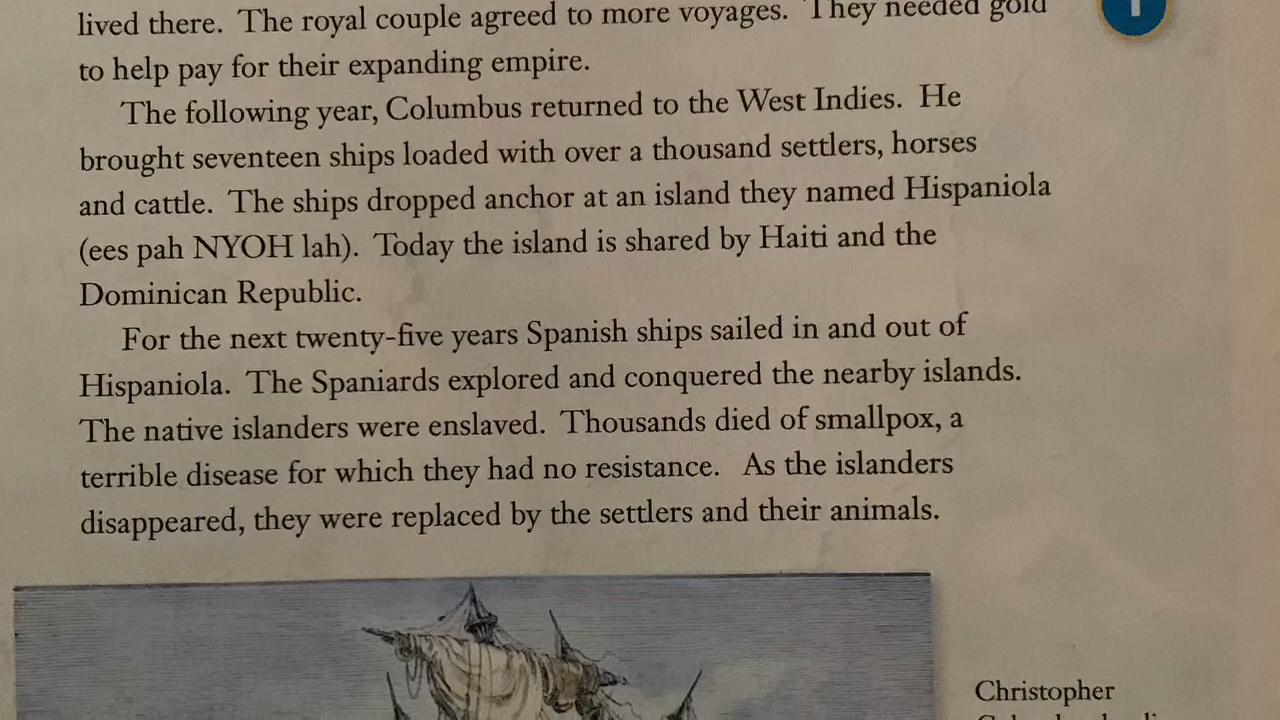 lived there. The royal couple agreed to more voyages. They needed gold
to help pay for their expanding empire.
The following year, Columbus returned to the West Indies. He
brought seventeen ships loaded with over a thousand settlers, horses
and cattle. The ships dropped anchor at an island they named Hispaniola
(ees pah NYOH lah). Today the island is shared by Haiti and the
Dominican Republic.
For the next twenty-five years Spanish ships sailed in and out of
Hispaniola. The Spaniards explored and conquered the nearby islands.
The native islanders were enslaved. Thousands died of smallpox, a
terrible disease for which they had no resistance. As the islanders
disappeared, they were replaced by the settlers and their animals.
Christopher